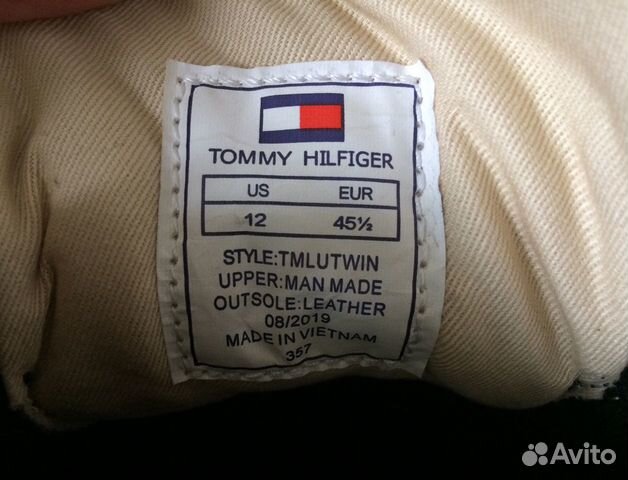 TOMMY HILFIGER
US EUR
12 45½
STYLE:TMLUTWIN
UPPER:MAN MADE
OUTSOLE:LEATHER
08/2019
MADE IN VIETNAM
357
Avito